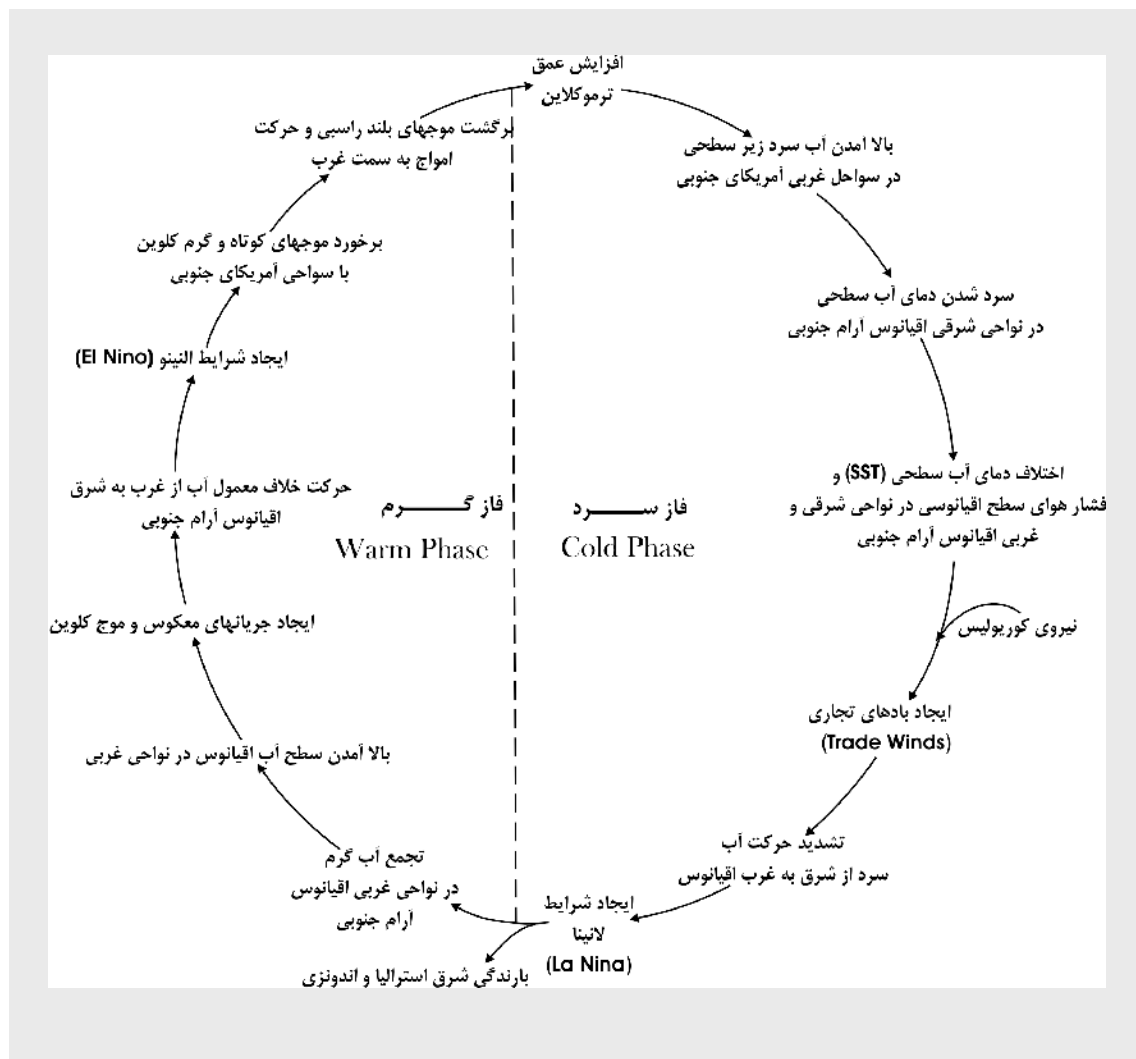 افزایش عمق
ترموکلاین
بالا آمدن آب سرد زیر سطحی
در سواحل غربی آمریکای جنوبی
سرد شدن دمای آب سطحی
در نواحی شرقی اقیانوس آرام جنوبی
اختلاف دمای آب سطحی (SST) و
فشار هوای سطح اقیانوسی در نواحی شرقی و
غربی اقیانوس آرام جنوبی
نیروی کوریولیس
ایجاد بادهای تجاری
(Trade Winds)
تشدید حرکت آب
سرد از شرق به غرب اقیانوس
ایجاد شرایط
لانینا
(La Nina)
بارندگی شرق استرالیا و اندونزی
تجمع آب گرم
در نواحی غربی اقیانوس
آرام جنوبی
بالا آمدن سطح آب اقیانوس در نواحی غربی
ایجاد جریانهای معکوس و موج کلوین
حرکت خلاف معمول آب از غرب به شرق
اقیانوس آرام جنوبی
ایجاد شرایط النینو (El Nino)
برخورد موجهای کوتاه و گرم کلوین
با سواحی آمریکای جنوبی
برگشت موجهای بلند راسبی و حرکت
امواج به سمت غرب
فاز سرد
Cold Phase
فاز گرم
Warm Phase